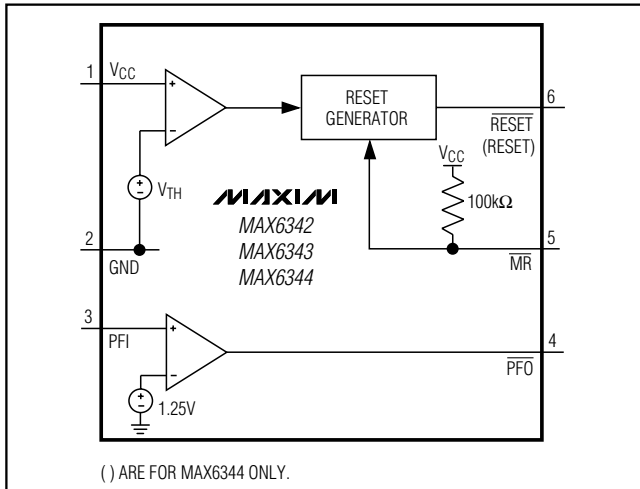 1 VCC
+
−
VTH
RESET
GENERATOR
6
RESET
(RESET)
VCC
100kΩ
MAXIM
MAX6342
MAX6343
MAX6344
2
GND
5
MR
3
PFI
+
−
4
PFO
+
−
1.25V
( ) ARE FOR MAX6344 ONLY.